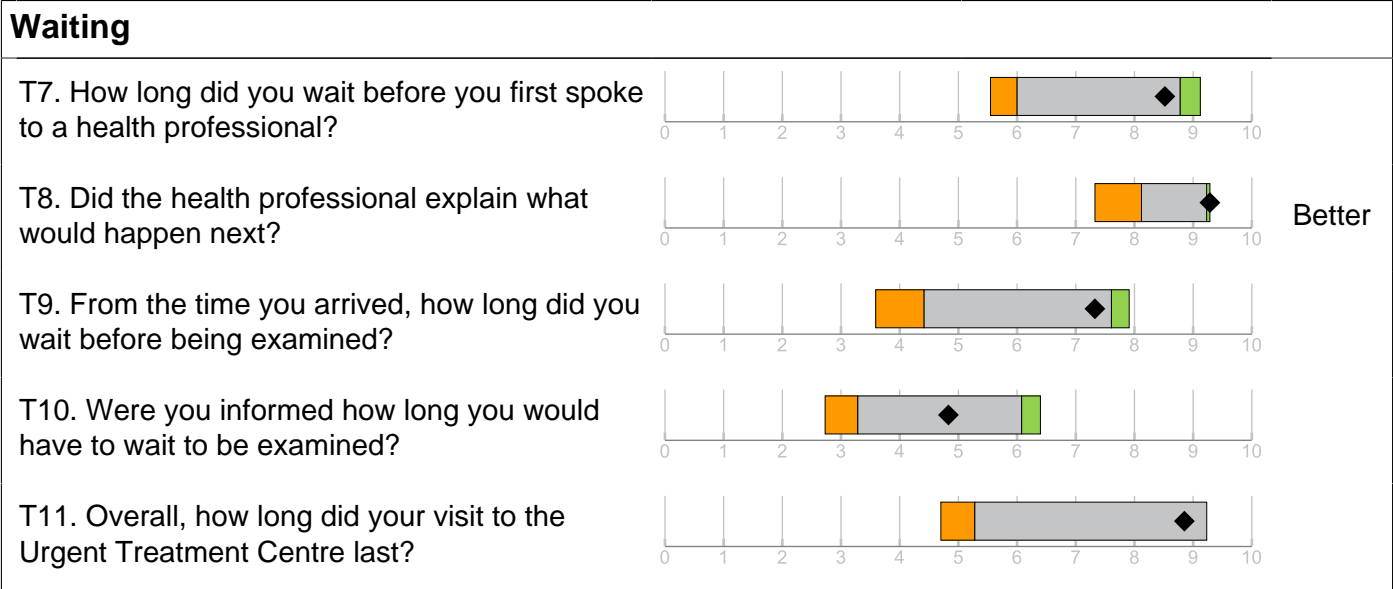 Waiting
T7. How long did you wait before you first spoke
to a health professional?
0 1 2 3 4 5 6 7 8 9 10
T8. Did the health professional explain what
would happen next?
0 1 2 3 4 5 6 7 8 9 10
Better
T9. From the time you arrived, how long did you
wait before being examined?
0 1 2 3 4 5 6 7 8 9 10
T10. Were you informed how long you would
have to wait to be examined?
0 1 2 3 4 5 6 7 8 9 10
T11. Overall, how long did your visit to the
Urgent Treatment Centre last?
0 1 2 3 4 5 6 7 8 9 10